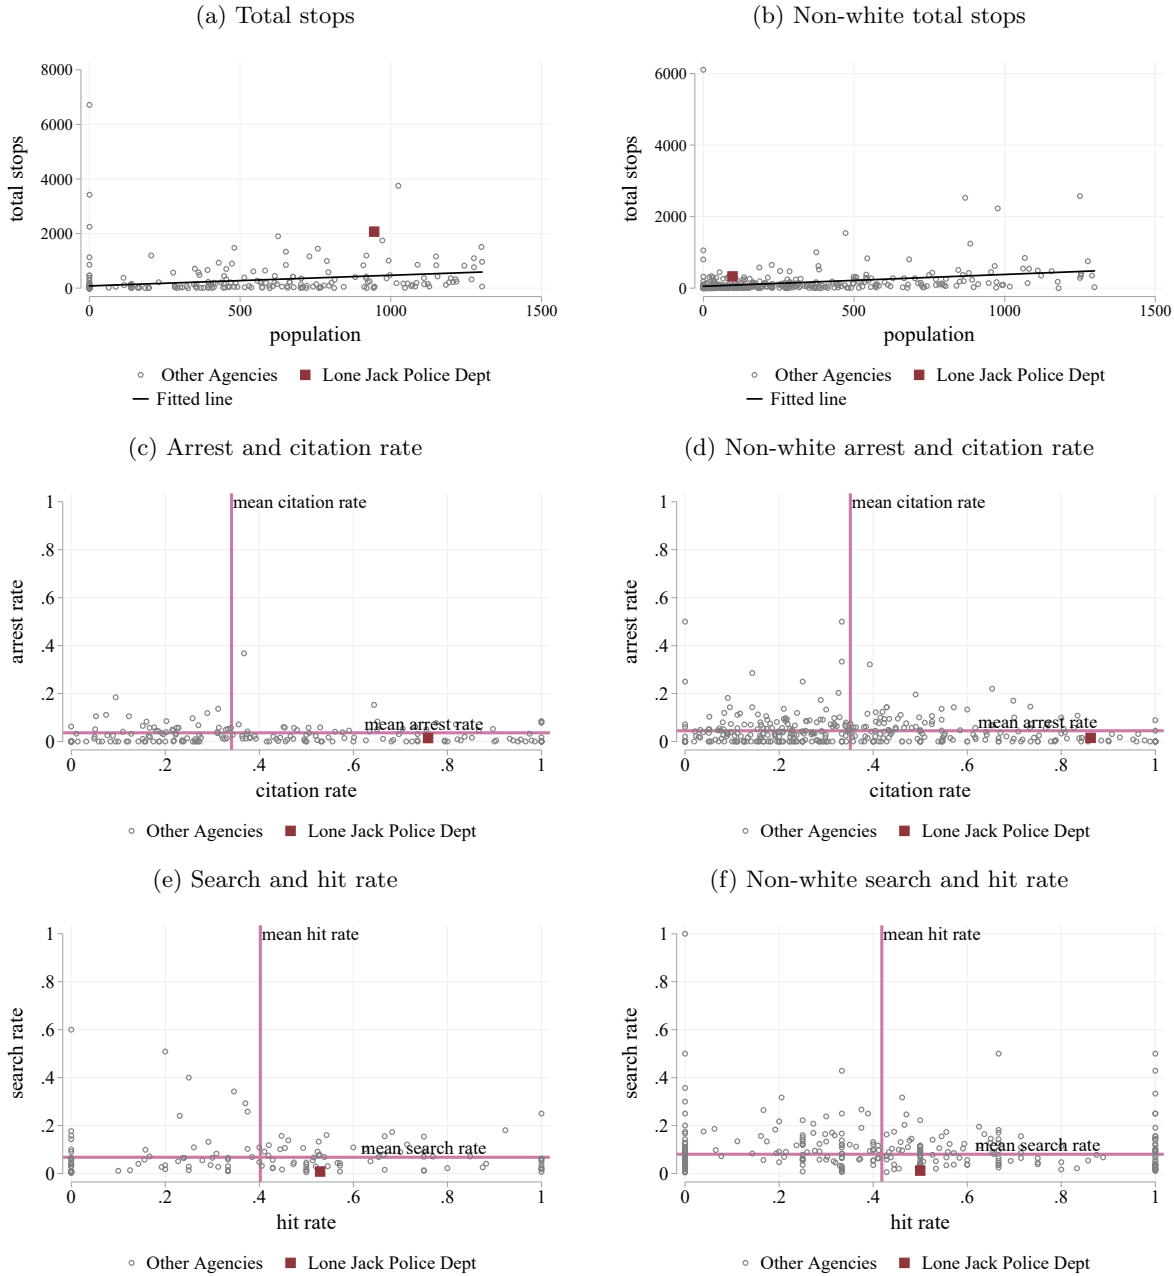 (a) Total stops
(b) Non-white total stops
8000
6000
4000
2000
0
total stops
0
500
1000
1500
population
Other Agencies
Lone Jack Police Dept
Fitted line
6000
4000
2000
0
total stops
0
500
1000
1500
population
Other Agencies
Lone Jack Police Dept
Fitted line
(c) Arrest and citation rate
(d) Non-white arrest and citation rate
1
.8
.6
.4
.2
0
arrest rate
mean citation rate
mean arrest rate
0
.2
.4
.6
.8
1
citation rate
Other Agencies
Lone Jack Police Dept
1
.8
.6
.4
.2
0
arrest rate
mean citation rate
mean arrest rate
0
.2
.4
.6
.8
1
citation rate
Other Agencies
Lone Jack Police Dept
(e) Search and hit rate
(f) Non-white search and hit rate
1
.8
.6
.4
.2
0
search rate
mean hit rate
mean search rate
0
.2
.4
.6
.8
1
hit rate
Other Agencies
Lone Jack Police Dept
1
.8
.6
.4
.2
0
search rate
mean hit rate
mean search rate
0
.2
.4
.6
.8
1
hit rate
Other Agencies
Lone Jack Police Dept